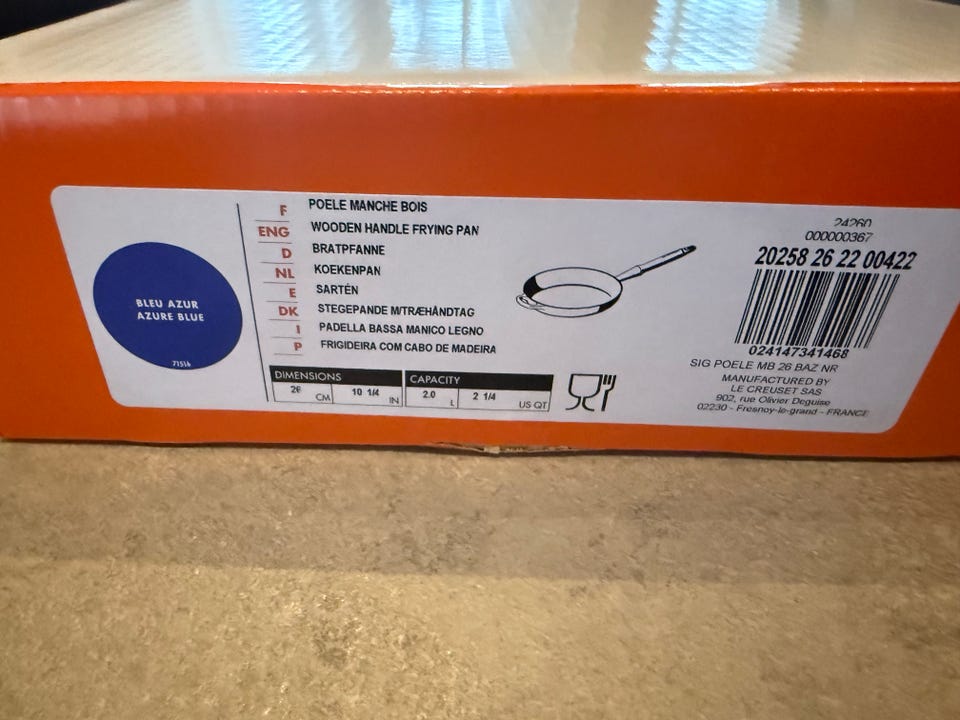 BLEU AZUR
AZURE BLUE
71516
F POELE MANCHE BOIS
ENG WOODEN HANDLE FRYING PAN
D BRATPFANNE
NL KOEKENPAN
E SARTÉN
DK STEGEPANDE M/TRÆHÅNDTAG
I PADELLA BASSA MANICO LEGNO
P FRIGIDEIRA COM CABO DE MADEIRA
DIMENSIONS CAPACITY
26 CM 10 1/4 IN 2.0 L 2 1/4 US QT
24260
000000367
20258 26 22 00422
024147341468
SIG POELE MB 26 BAZ NR
MANUFACTURED BY
LE CREUSET SAS
902, rue Olivier Deguise
02230 - Fresnoy-le-grand - FRANCE